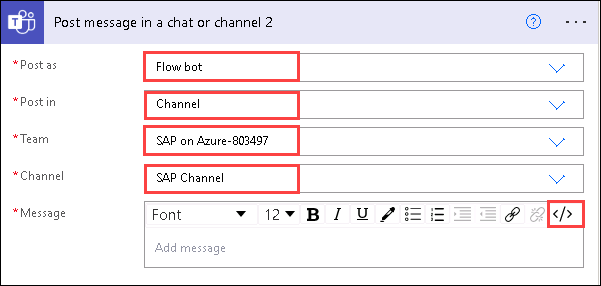 Post message in a chat or channel 2
* Post as
Flow bot
* Post in
Channel
* Team
SAP on Azure-803497
* Channel
SAP Channel
* Message
Font 12 B I U </>
Add message